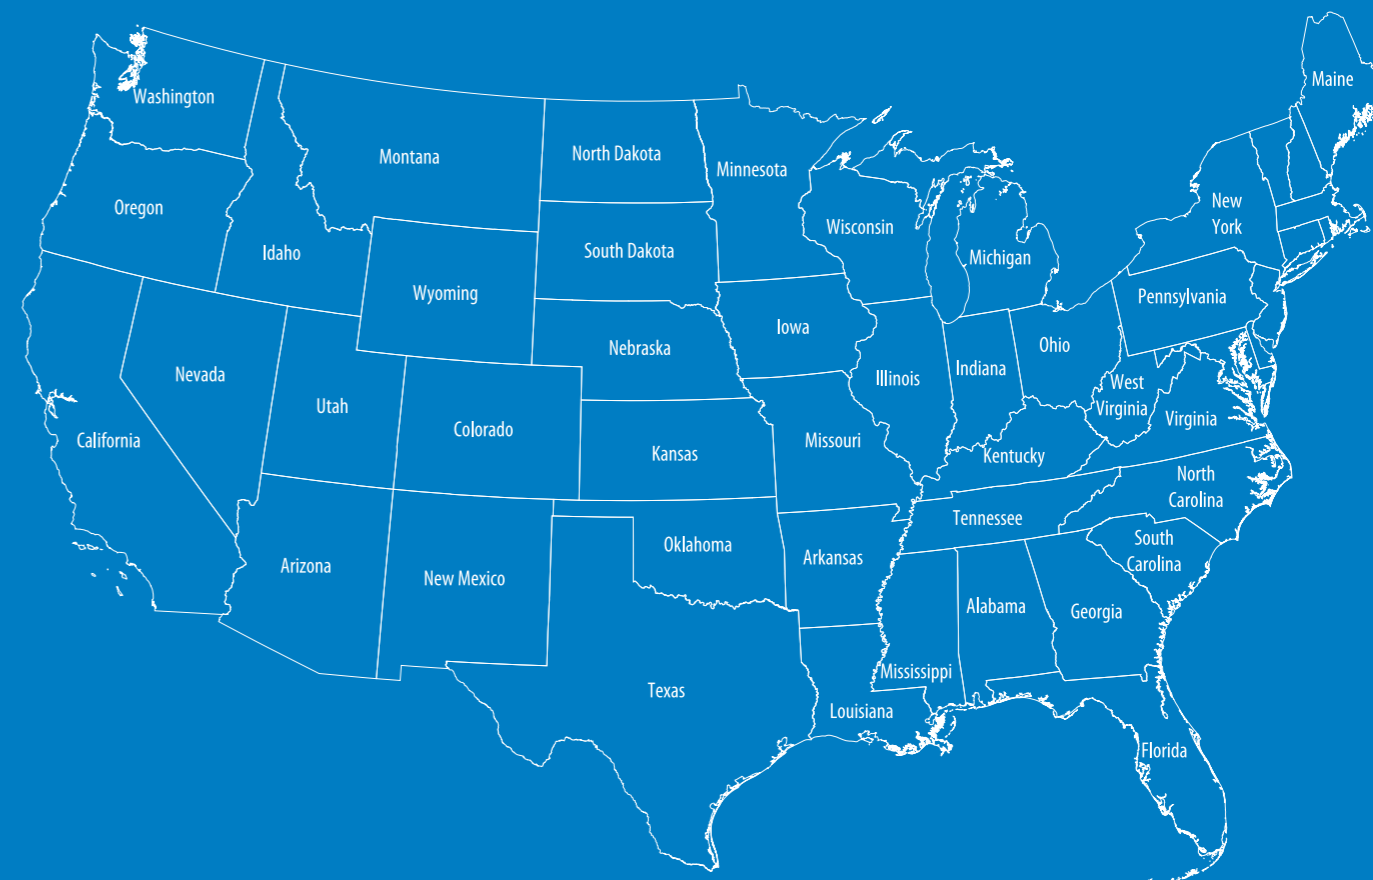 Maine
Washington
Montana
North Dakota
Minnesota
Oregon
New
York
Wisconsin
Idaho
South Dakota
Michigan
Wyoming
Pennsylvania
Iowa
Nebraska
Ohio
Indiana
Nevada
Illinois
West
Virginia
Utah
Virginia
Colorado
California
Missouri
Kansas
Kentucky
North
Carolina
Tennessee
South
Carolina
Oklahoma
Arkansas
Arizona
New Mexico
Alabama
Georgia
Mississippi
Texas
Louisiana
Florida